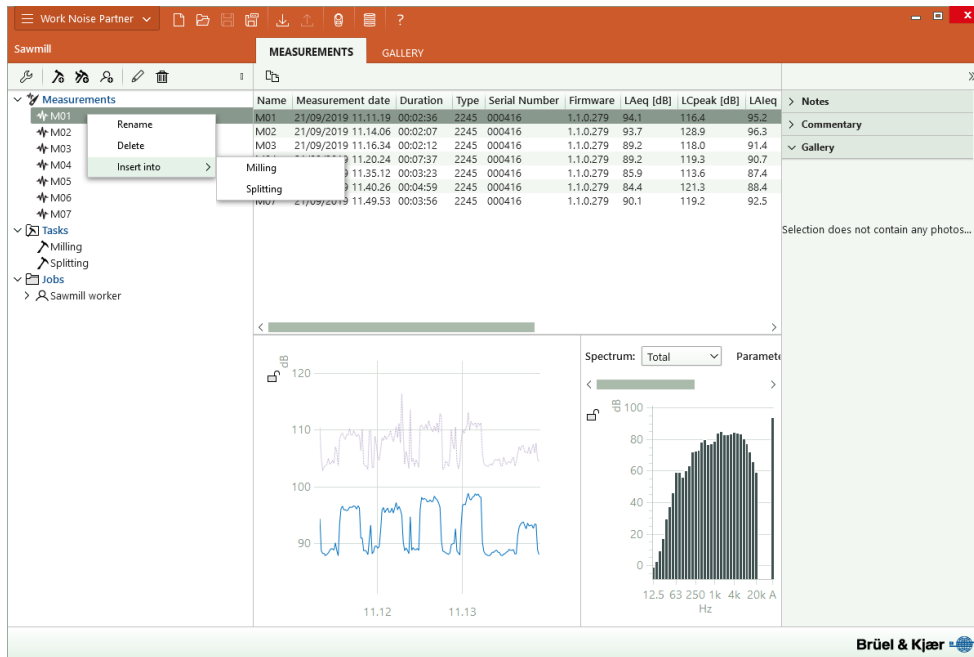 Work Noise Partner
?
Sawmill
MEASUREMENTS
GALLERY
Measurements
M01
M02
M03
M04
M05
M06
M07
Tasks
Milling
Splitting
Jobs
Sawmill worker
Rename
Delete
Insert into
Milling
Splitting
Name Measurement date Duration Type Serial Number Firmware LAeq [dB] LCpeak [dB] LAIeq
M01 21/09/2019 11.11.19 00:02:36 2245 000416 1.1.0.279 94.1 116.4 95.2
M02 21/09/2019 11.14.06 00:02:07 2245 000416 1.1.0.279 93.7 128.9 96.3
M03 21/09/2019 11.16.34 00:02:12 2245 000416 1.1.0.279 89.2 118.0 91.4
11.20.24 00:07:37 2245 000416 1.1.0.279 89.2 119.3 90.7
11.35.12 00:03:23 2245 000416 1.1.0.279 85.9 113.6 87.4
11.40.26 00:04:59 2245 000416 1.1.0.279 84.4 121.3 88.4
M07 21/09/2019 11.49.53 00:03:56 2245 000416 1.1.0.279 90.1 119.2 92.5
Notes
Commentary
Gallery
Selection does not contain any photos...
dB
120
110
100
90
11.12 11.13
Spectrum: Total Paramete
dB
100
80
60
40
20
0
12.5 63 250 1k 4k 20k A
Hz
Brüel & Kjær